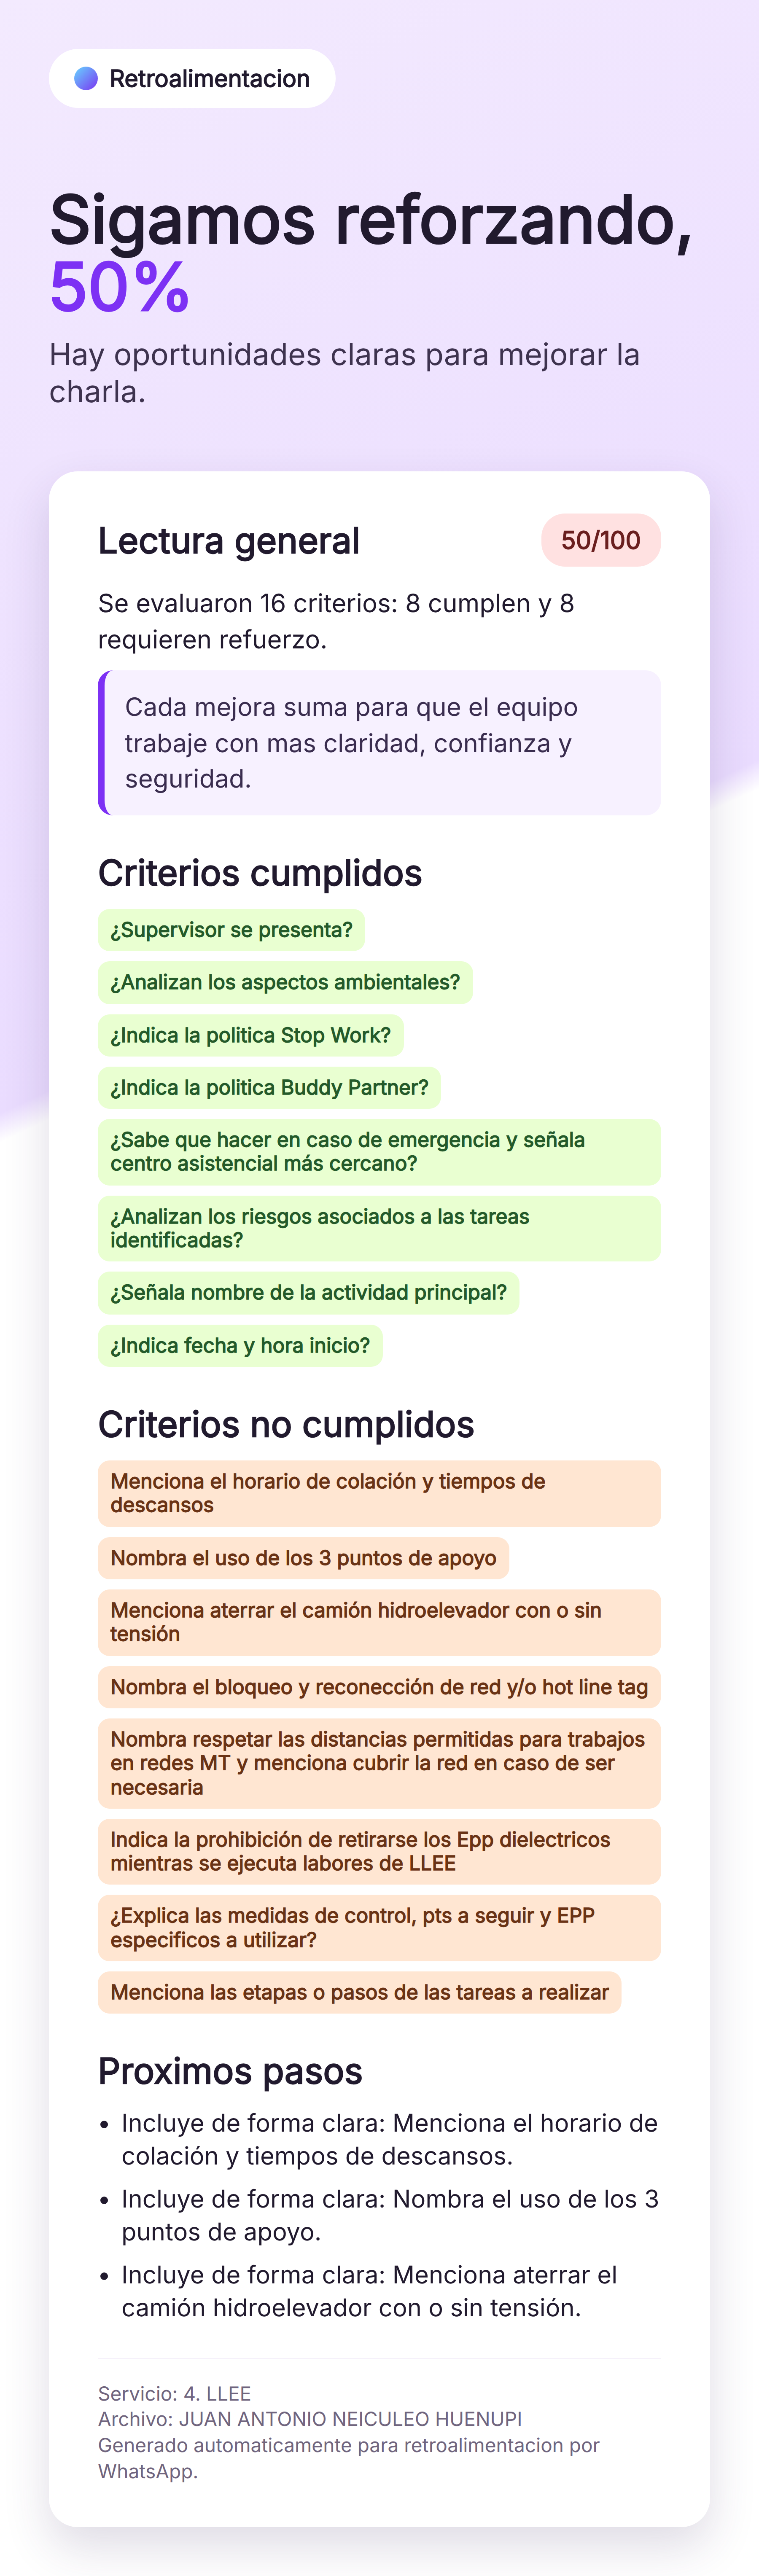 Retroalimentacion
Sigamos reforzando,
50%
Hay oportunidades claras para mejorar la
charla.
Lectura general
50/100
Se evaluaron 16 criterios: 8 cumplen y 8
requieren refuerzo.
Cada mejora suma para que el equipo
trabaje con mas claridad, confianza y
seguridad.
Criterios cumplidos
¿Supervisor se presenta?
¿Analizan los aspectos ambientales?
¿Indica la politica Stop Work?
¿Indica la politica Buddy Partner?
¿Sabe que hacer en caso de emergencia y señala
centro asistencial más cercano?
¿Analizan los riesgos asociados a las tareas
identificadas?
¿Señala nombre de la actividad principal?
¿Indica fecha y hora inicio?
Criterios no cumplidos
Menciona el horario de colación y tiempos de
descansos
Nombra el uso de los 3 puntos de apoyo
Menciona aterrar el camión hidroelevador con o sin
tensión
Nombra el bloqueo y reconección de red y/o hot line tag
Nombra respetar las distancias permitidas para trabajos
en redes MT y menciona cubrir la red en caso de ser
necesaria
Indica la prohibición de retirarse los Epp dielectricos
mientras se ejecuta labores de LLEE
¿Explica las medidas de control, pts a seguir y EPP
especificos a utilizar?
Menciona las etapas o pasos de las tareas a realizar
Proximos pasos
• Incluye de forma clara: Menciona el horario de
colación y tiempos de descansos.
• Incluye de forma clara: Nombra el uso de los 3
puntos de apoyo.
• Incluye de forma clara: Menciona aterrar el
camión hidroelevador con o sin tensión.
Servicio: 4. LLEE
Archivo: JUAN ANTONIO NEICULEO HUENUPI
Generado automaticamente para retroalimentacion por
WhatsApp.